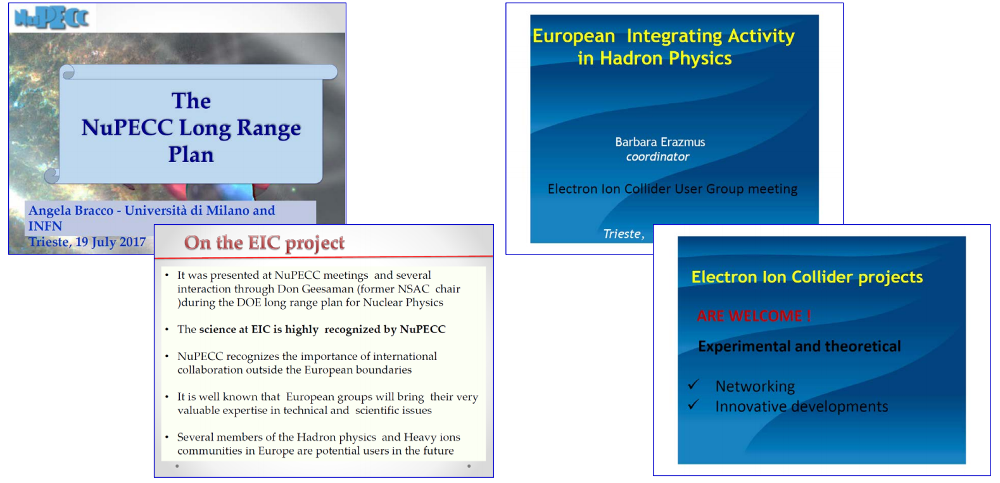 NuPECC
The
NuPECC Long Range
Plan
Angela Bracco - Università di Milano and
INFN
Trieste, 19 July 2017
On the EIC project
• It was presented at NuPECC meetings and several
interaction through Don Geesaman (former NSAC chair
)during the DOE long range plan for Nuclear Physics
• The science at EIC is highly recognized by NuPECC
• NuPECC recognizes the importance of international
collaboration outside the European boundaries
• It is well known that European groups will bring their very
valuable expertise in technical and scientific issues
• Several members of the Hadron physics and Heavy ions
communities in Europe are potential users in the future
European Integrating Activity
in Hadron Physics
Barbara Erazmus
coordinator
Electron Ion Collider User Group meeting
Trieste,
Electron Ion Collider projects
ARE WELCOME !
Experimental and theoretical
✓ Networking
✓ Innovative developments